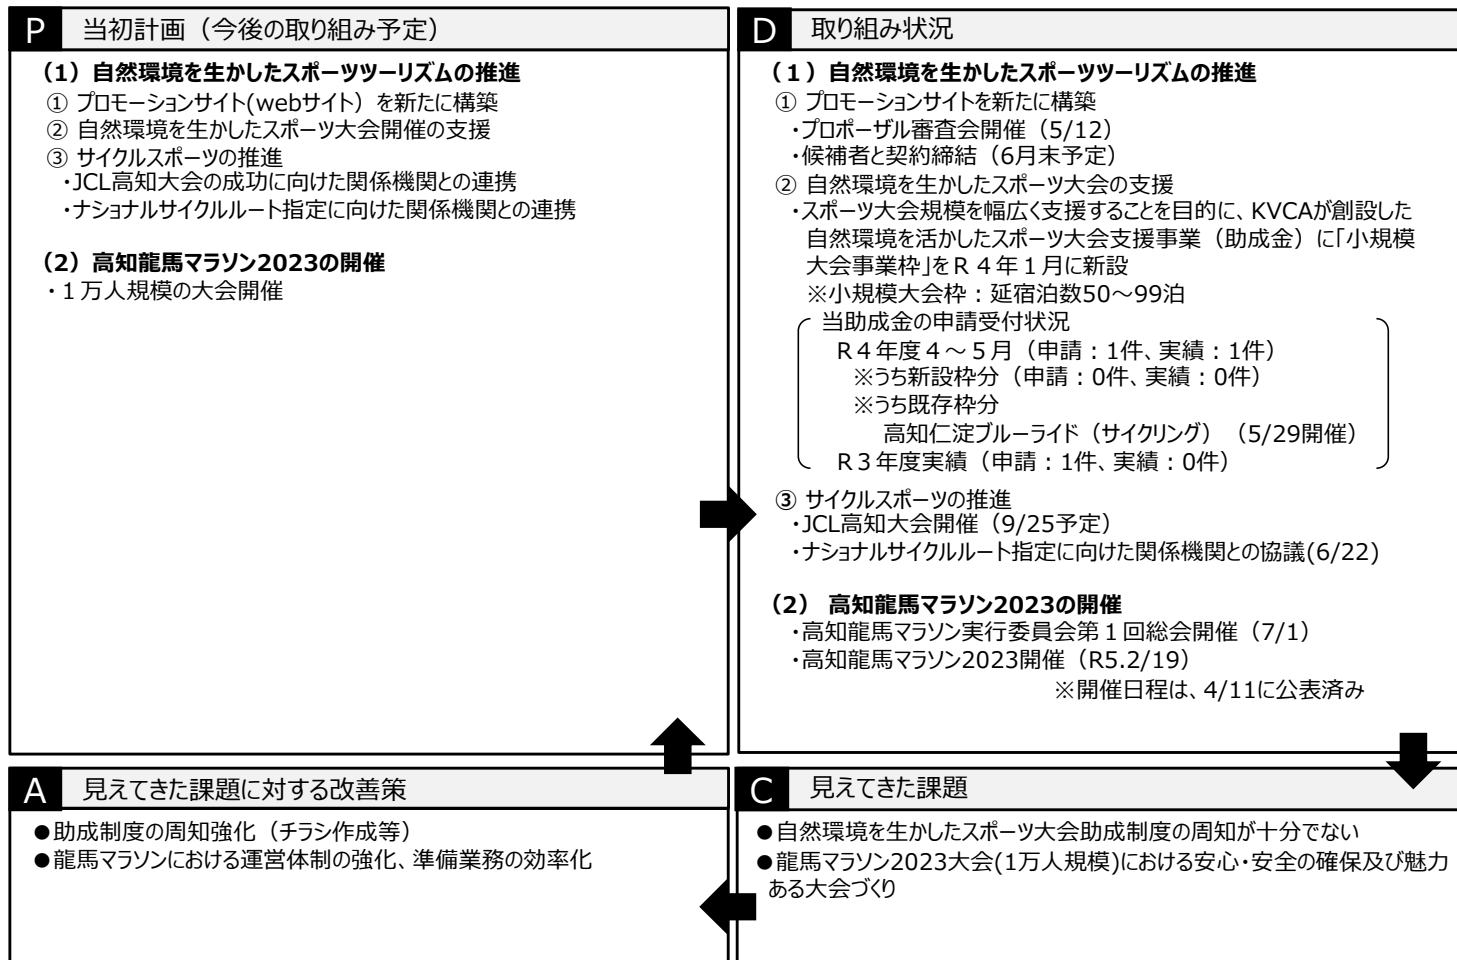 P 当初計画（今後の取り組み予定）
（1）自然環境を生かしたスポーツツーリズムの推進
① プロモーションサイト(webサイト）を新たに構築
② 自然環境を生かしたスポーツ大会開催の支援
③ サイクルスポーツの推進
・JCL高知大会の成功に向けた関係機関との連携
・ナショナルサイクルルート指定に向けた関係機関との連携
（2）高知龍馬マラソン2023の開催
・１万人規模の大会開催
D 取り組み状況
（１）自然環境を生かしたスポーツツーリズムの推進
① プロモーションサイトを新たに構築
・プロポーザル審査会開催（5/12）
・候補者と契約締結（6月末予定）
② 自然環境を生かしたスポーツ大会の支援
・スポーツ大会規模を幅広く支援することを目的に、KVCAが創設した
自然環境を活かしたスポーツ大会支援事業（助成金）に「小規模
大会事業枠」をＲ４年１月に新設
※小規模大会枠：延宿泊数50～99泊
当助成金の申請受付状況
Ｒ４年度４～５月（申請：1件、実績：1件）
※うち新設枠分（申請：0件、実績：0件）
※うち既存枠分
高知仁淀ブルーライド（サイクリング）（5/29開催）
Ｒ３年度実績（申請：1件、実績：0件）
③ サイクルスポーツの推進
・JCL高知大会開催（9/25予定）
・ナショナルサイクルルート指定に向けた関係機関との協議(6/22)
（2） 高知龍馬マラソン2023の開催
・高知龍馬マラソン実行委員会第１回総会開催（7/1）
・高知龍馬マラソン2023開催（R5.2/19）
※開催日程は、4/11に公表済み
A 見えてきた課題に対する改善策
●助成制度の周知強化（チラシ作成等）
●龍馬マラソンにおける運営体制の強化、準備業務の効率化
C 見えてきた課題
●自然環境を生かしたスポーツ大会助成制度の周知が十分でない
●龍馬マラソン2023大会(1万人規模)における安心・安全の確保及び魅力
ある大会づくり